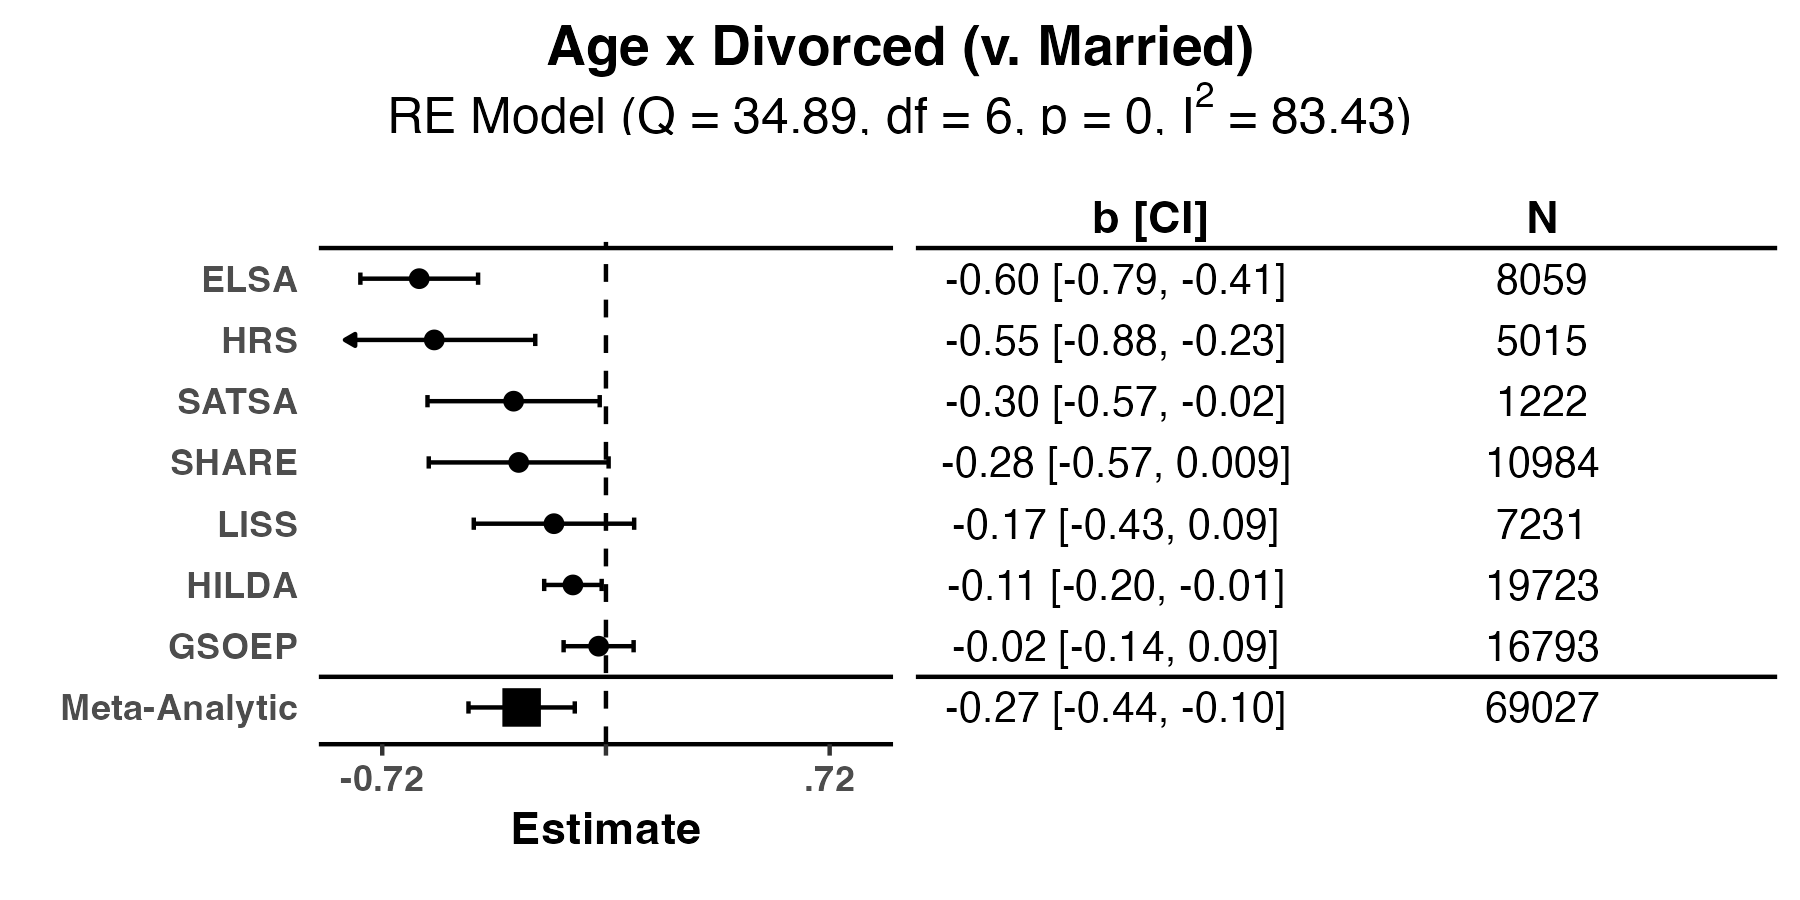 Age x Divorced (v. Married)
RE Model (Q = 34.89, df = 6, p = 0, I² = 83.43)
b [CI] N
ELSA -0.60 [-0.79, -0.41] 8059
HRS -0.55 [-0.88, -0.23] 5015
SATSA -0.30 [-0.57, -0.02] 1222
SHARE -0.28 [-0.57, 0.009] 10984
LISS -0.17 [-0.43, 0.09] 7231
HILDA -0.11 [-0.20, -0.01] 19723
GSOEP -0.02 [-0.14, 0.09] 16793
Meta-Analytic -0.27 [-0.44, -0.10] 69027
-0.72 .72
Estimate